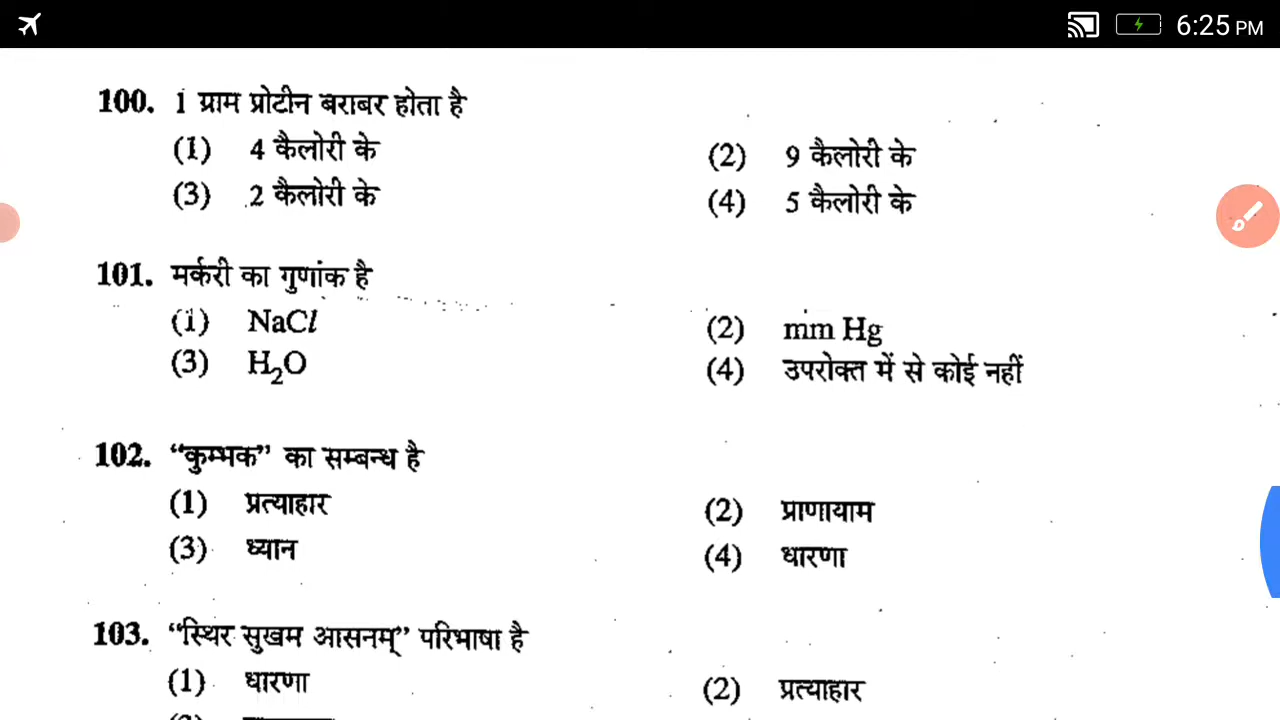 6:25 PM
100. 1 ग्राम प्रोटीन बराबर होता है
(1) 4 कैलोरी के (2) 9 कैलोरी के
(3) 2 कैलोरी के (4) 5 कैलोरी के
101. मर्करी का गुणांक है
(1) NaCl (2) mm Hg
(3) H₂O (4) उपरोक्त में से कोई नहीं
102. “कुम्भक” का सम्बन्ध है
(1) प्रत्याहार (2) प्राणायाम
(3) ध्यान (4) धारणा
103. “स्थिर सुखम आसनम्” परिभाषा है
(1) धारणा (2) प्रत्याहार